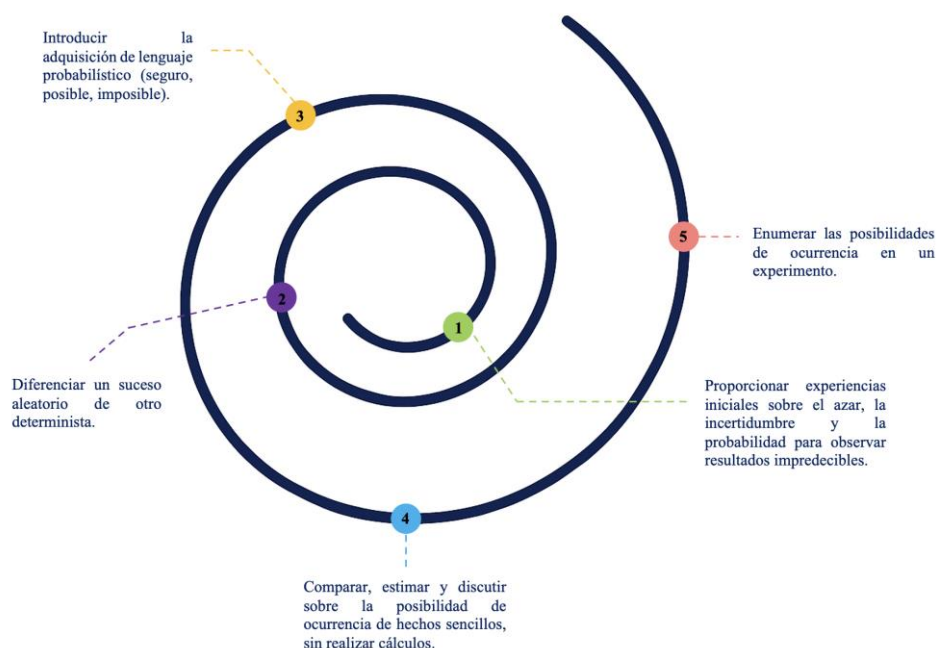 Introducir la
adquisición de lenguaje
probabilístico (seguro,
posible, imposible).
3
5
Enumerar las posibilidades
de ocurrencia en un
experimento.
2
1
Diferenciar un suceso
aleatorio de otro
determinista.
Proporcionar experiencias
iniciales sobre el azar, la
incertidumbre y la
probabilidad para observar
resultados impredecibles.
4
Comparar, estimar y discutir
sobre la posibilidad de
ocurrencia de hechos sencillos,
sin realizar cálculos.